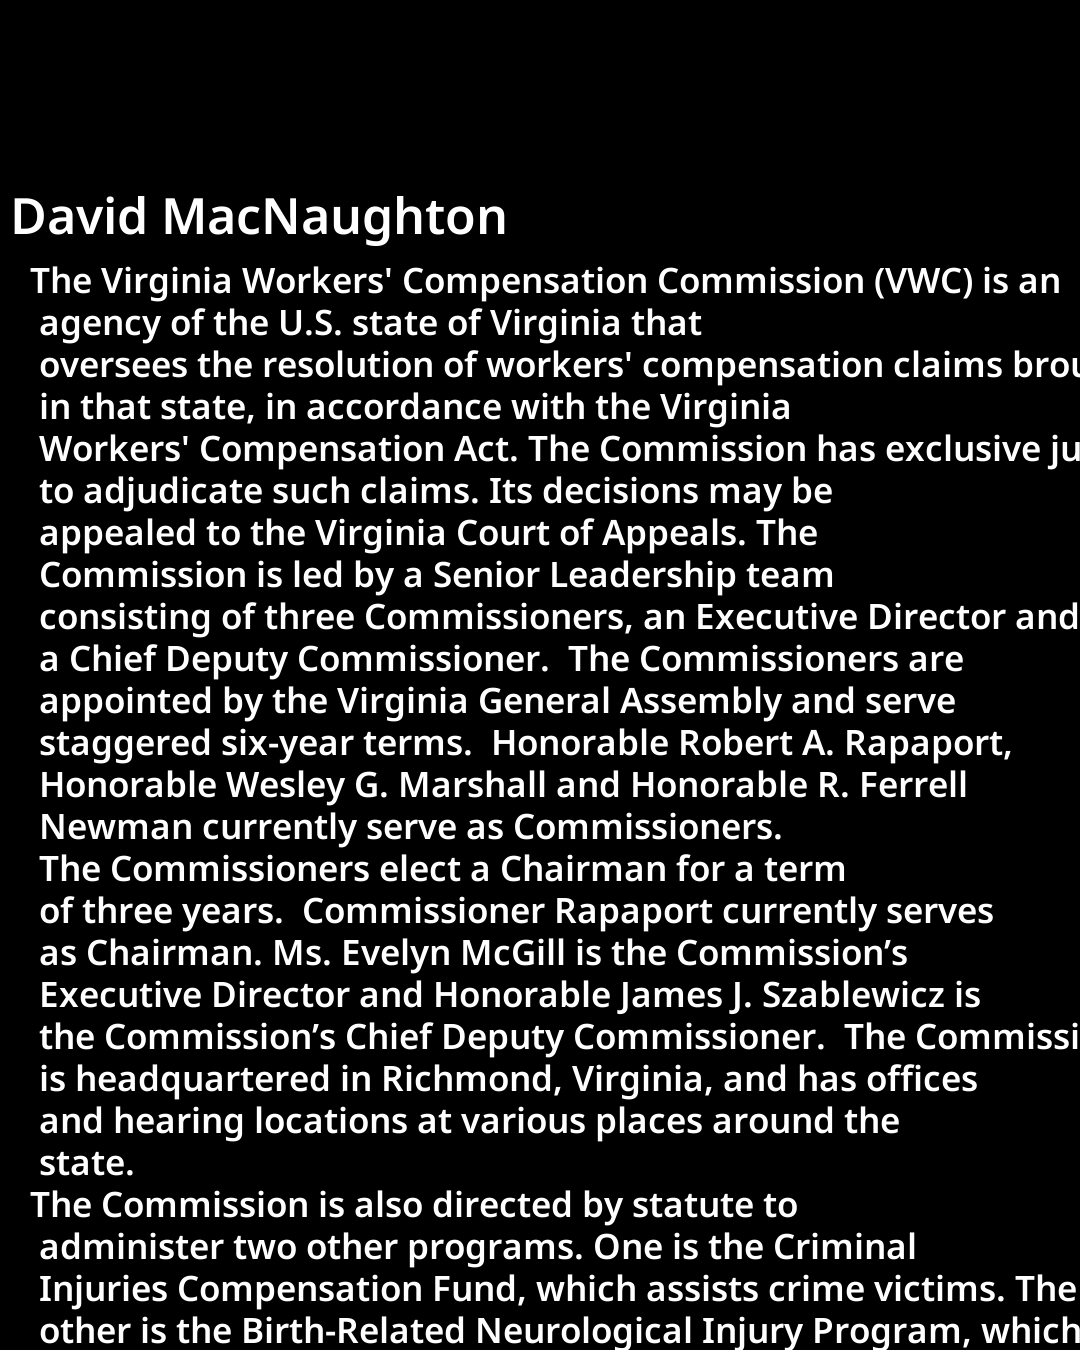 David MacNaughton
The Virginia Workers' Compensation Commission (VWC) is an
agency of the U.S. state of Virginia that
oversees the resolution of workers' compensation claims
in that state, in accordance with the Virginia
Workers' Compensation Act. The Commission has exclusive
to adjudicate such claims. Its decisions may be
appealed to the Virginia Court of Appeals. The
Commission is led by a Senior Leadership team
consisting of three Commissioners, an Executive Director and
a Chief Deputy Commissioner.  The Commissioners are
appointed by the Virginia General Assembly and serve
staggered six-year terms.  Honorable Robert A. Rapaport,
Honorable Wesley G. Marshall and Honorable R. Ferrell
Newman currently serve as Commissioners.
The Commissioners elect a Chairman for a term
of three years.  Commissioner Rapaport currently serves
as Chairman. Ms. Evelyn McGill is the Commission’s
Executive Director and Honorable James J. Szablewicz is
the Commission’s Chief Deputy Commissioner.  The
is headquartered in Richmond, Virginia, and has offices
and hearing locations at various places around the
state.
The Commission is also directed by statute to
administer two other programs. One is the Criminal
Injuries Compensation Fund, which assists crime victims. The
other is the Birth-Related Neurological Injury Program, which